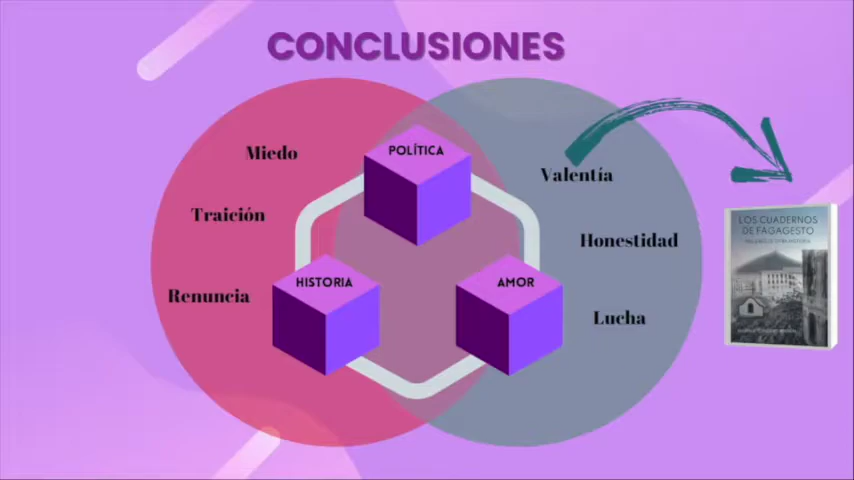 CONCLUSIONES
Miedo
Traición
Renuncia
POLÍTICA
HISTORIA
AMOR
Valentía
Honestidad
Lucha
LOS CUADERNOS
DE FAGAGESTO